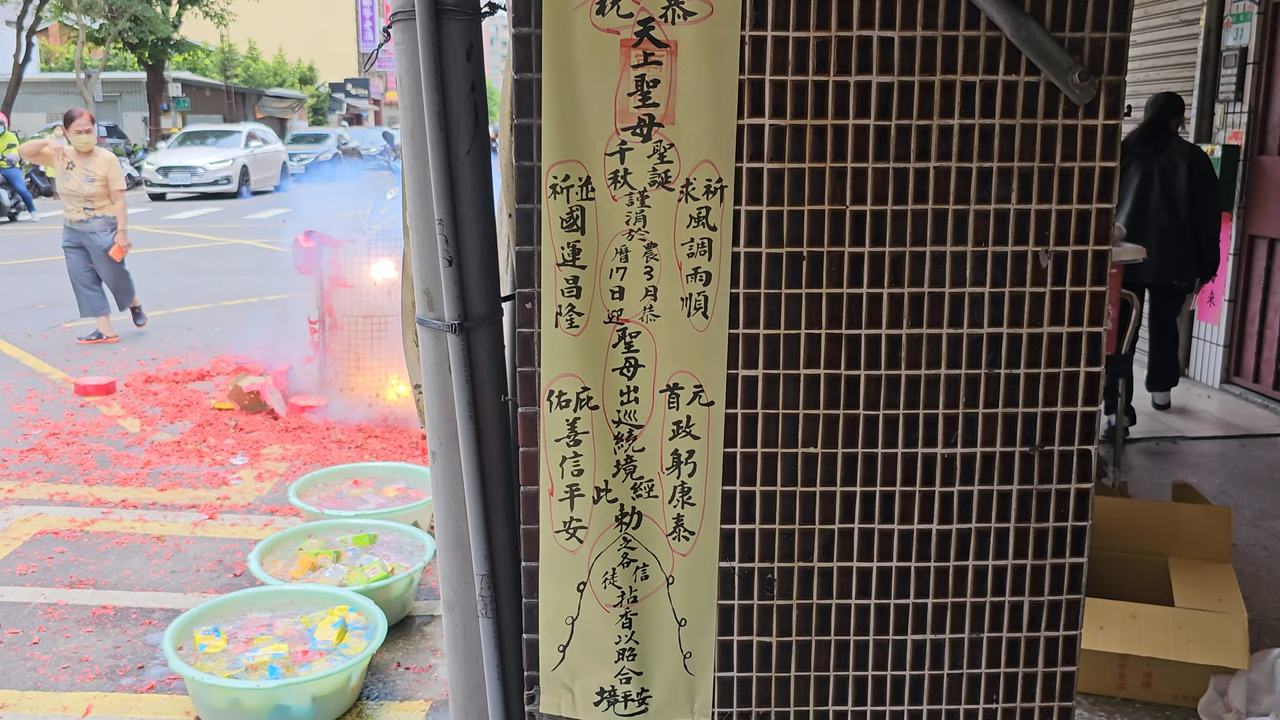 恭祝
天上聖母
聖誕千秋
謹涓於農曆3月17日恭迎
聖母出巡統境
經此
勅之各信徒拈香以昭合境平安
祈求風調雨順
並祈國運昌隆
元首政躬康泰
庇佑善信平安
31